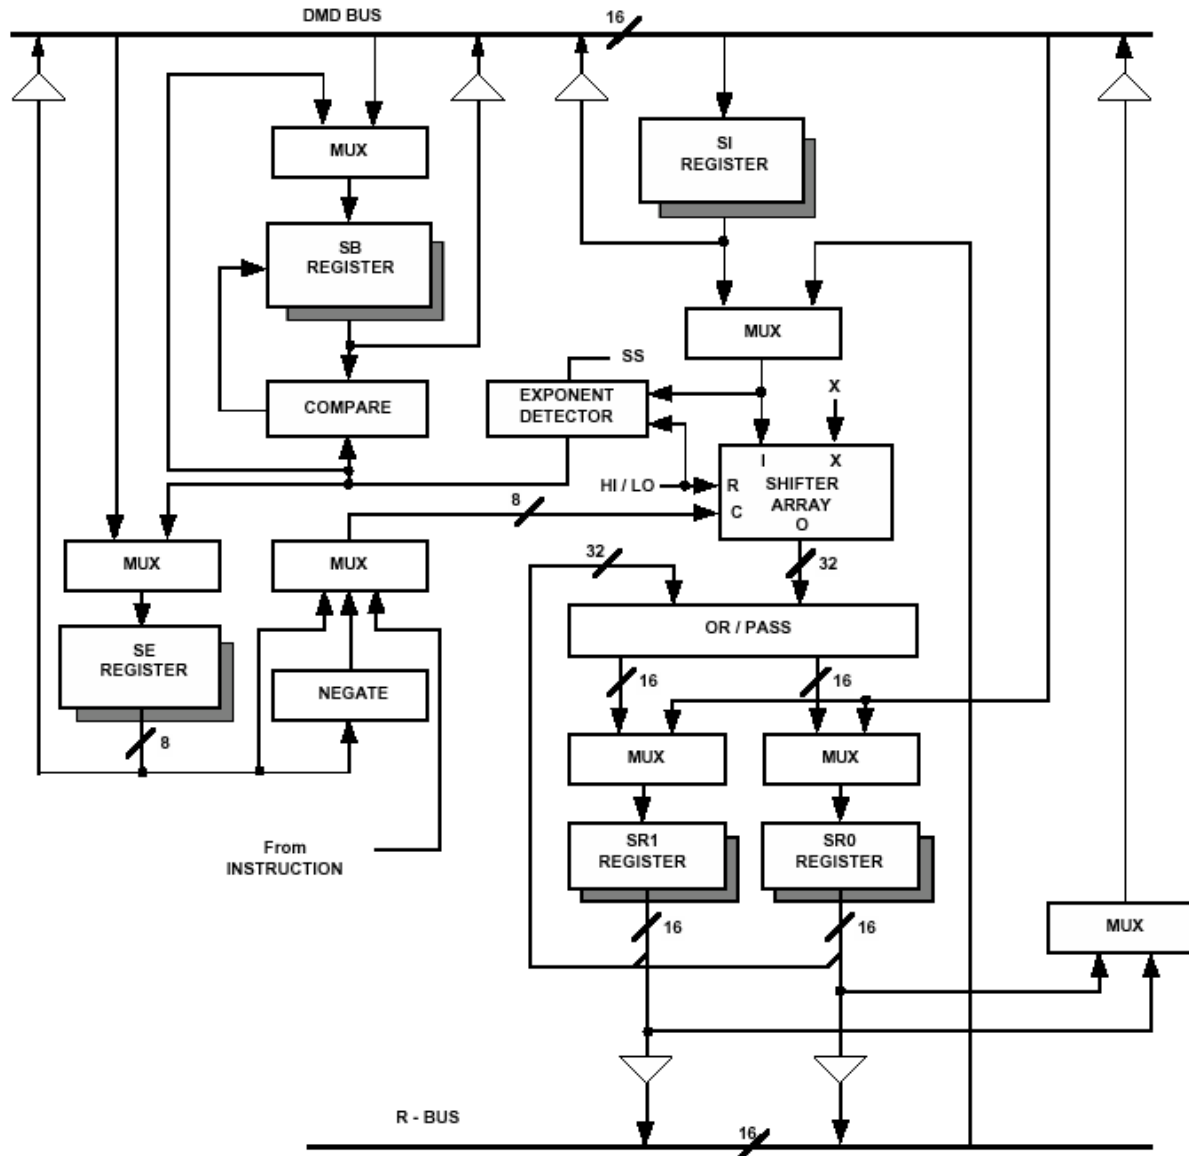 DMD BUS
16
MUX
SI
REGISTER
SB
REGISTER
MUX
SS
X
COMPARE
EXPONENT
DETECTOR
I
X
HI / LO
R
SHIFTER
8
C
ARRAY
O
MUX
MUX
32
32
OR / PASS
SE
REGISTER
16
16
NEGATE
8
MUX
MUX
From
INSTRUCTION
SR1
REGISTER
SR0
REGISTER
16
16
MUX
R - BUS
16